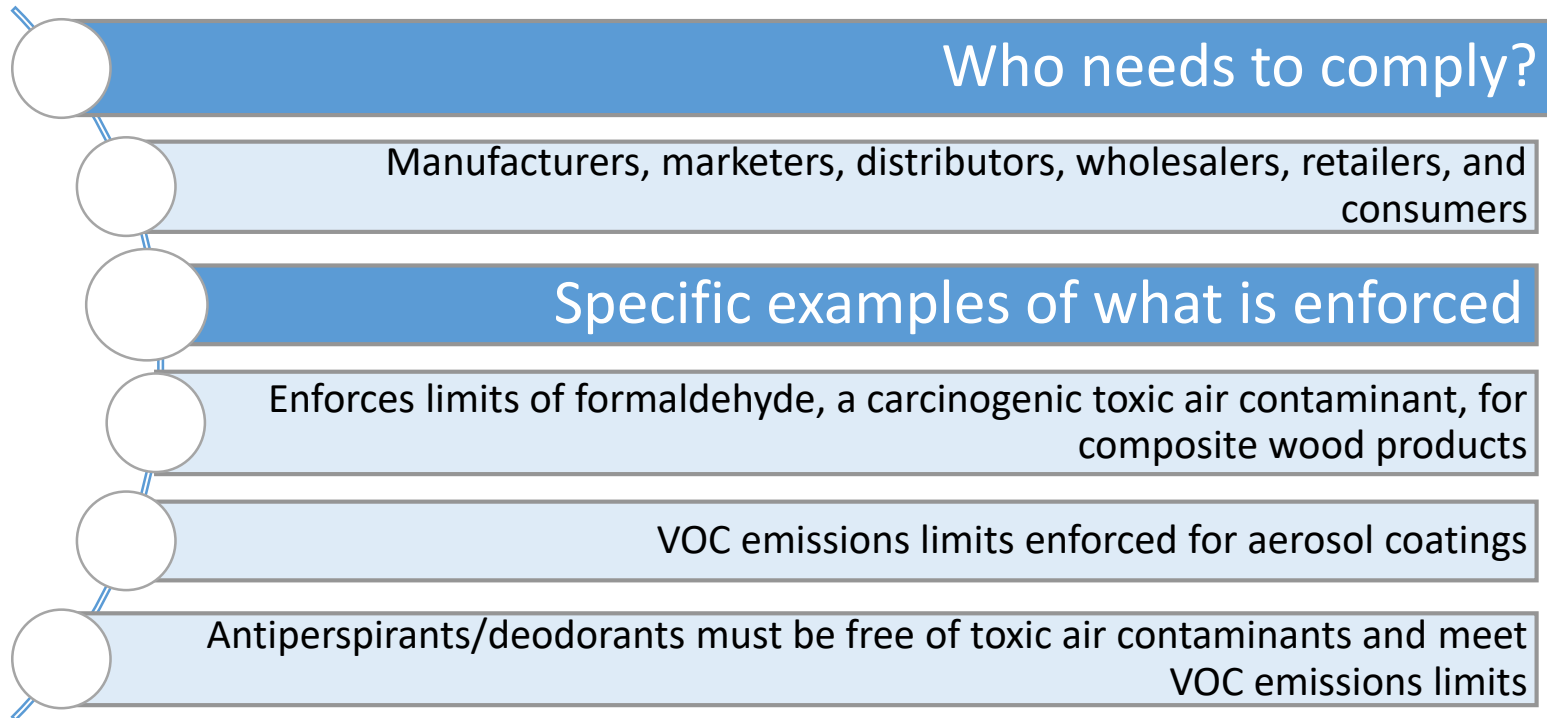 Who needs to comply?
Manufacturers, marketers, distributors, wholesalers, retailers, and
consumers
Specific examples of what is enforced
Enforces limits of formaldehyde, a carcinogenic toxic air contaminant, for
composite wood products
VOC emissions limits enforced for aerosol coatings
Antiperspirants/deodorants must be free of toxic air contaminants and meet
VOC emissions limits